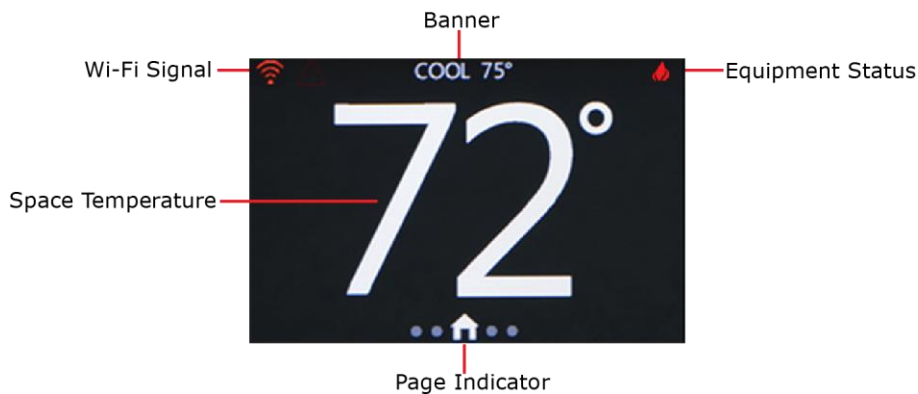 Banner
Wi-Fi Signal
COOL 75°
Equipment Status
72°
Space Temperature
Page Indicator